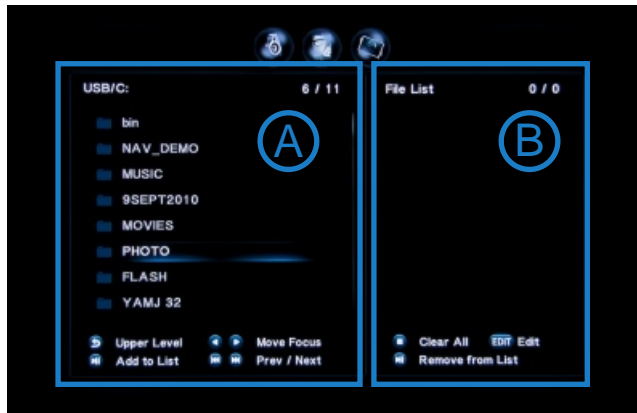 USB/C: 6 / 11
bin
NAV_DEMO
MUSIC
9SEPT2010
MOVIES
PHOTO
FLASH
YAMJ 32
Upper Level Move Focus
Add to List Prev / Next
A
File List 0 / 0
B
Clear All EDIT Edit
Remove from List